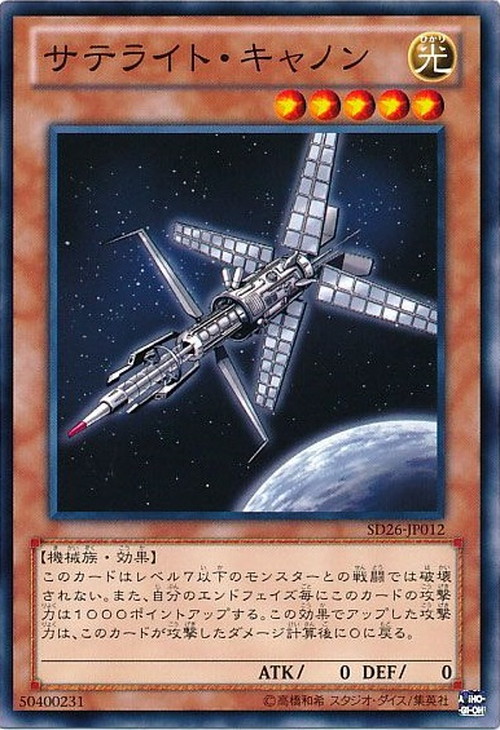 サテライト・キャノン
ひかり
光
SD26-JP012
【機械族・効果】
このカードはレベル7以下のモンスターとの戦闘では破壊
されない。また、自分のエンドフェイズ毎にこのカードの攻撃
力は1000ポイントアップする。この効果でアップした攻撃
力は、このカードが攻撃したダメージ計算後に0に戻る。
ATK/ 0 DEF/ 0
50400231
©高橋和希 スタジオ・ダイス/集英社